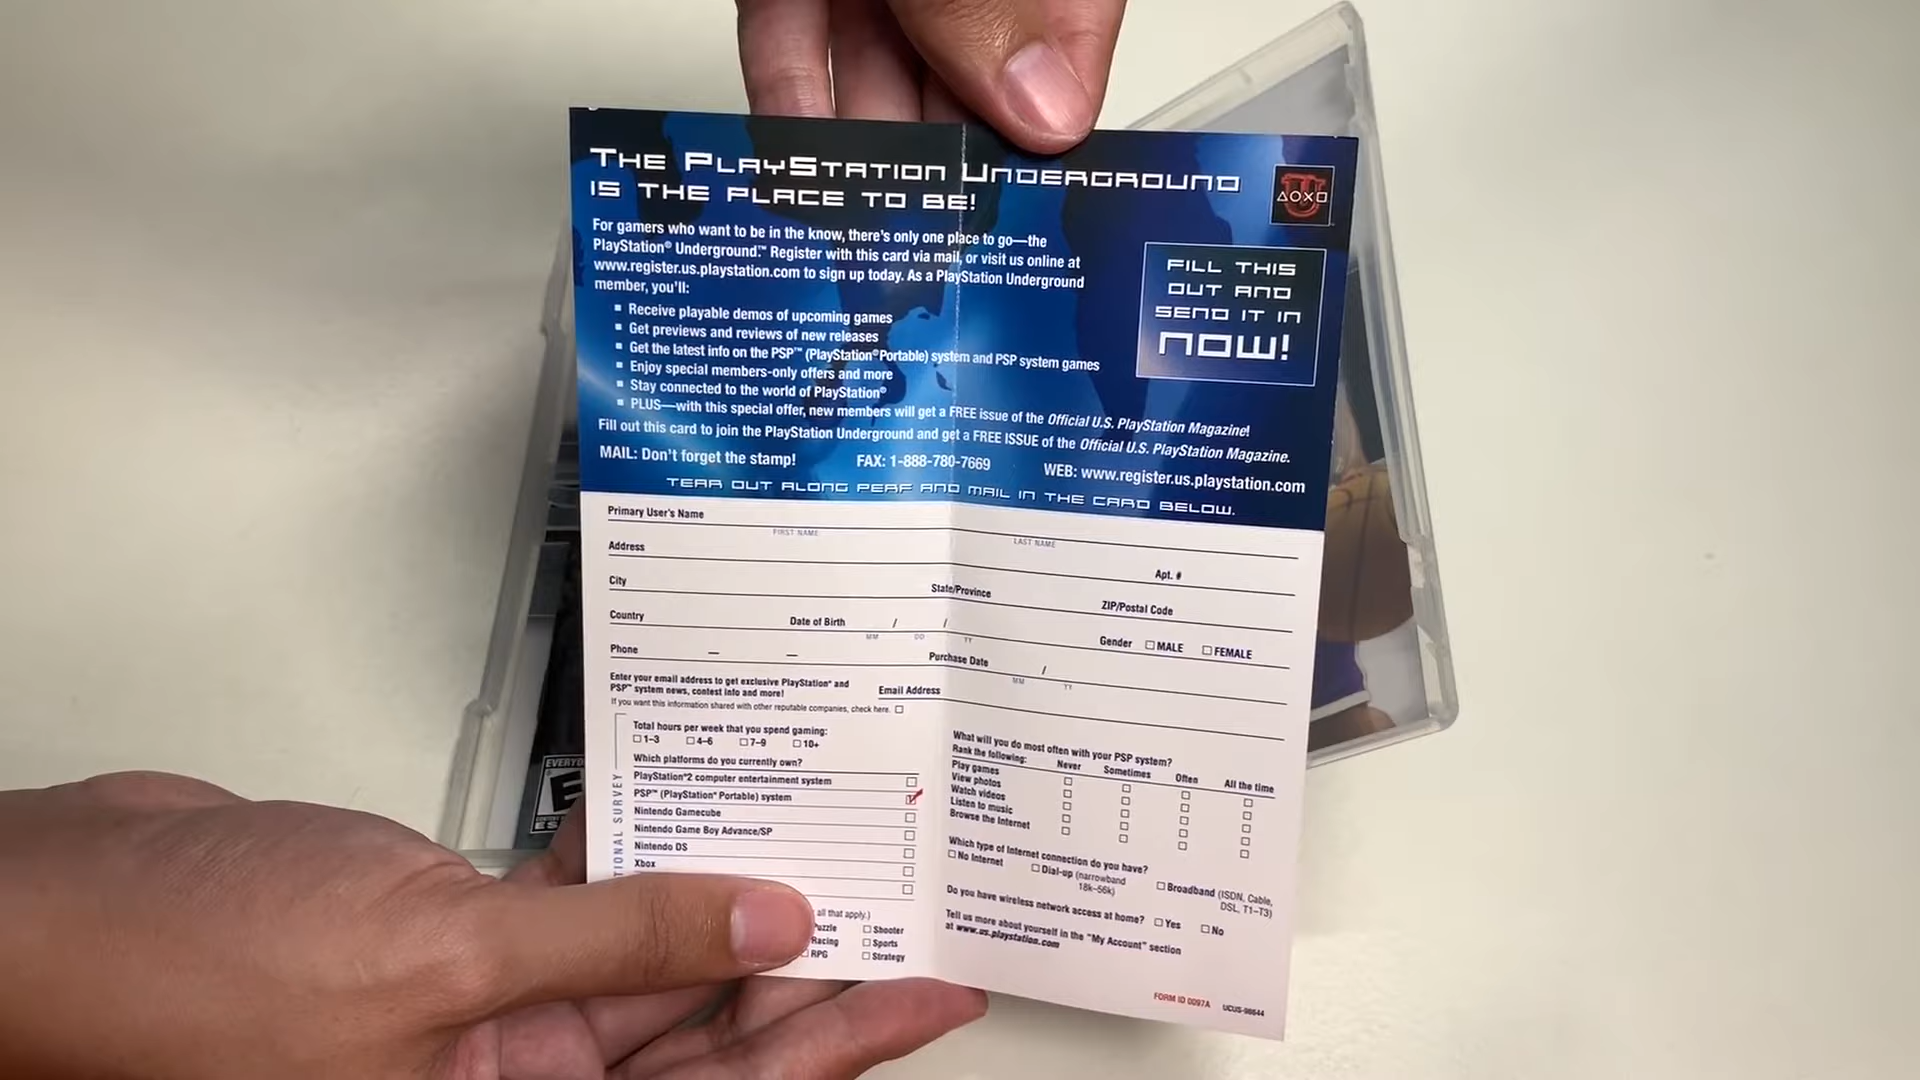 THE PLAYSTATION UNDERGROUND
IS THE PLACE TO BE!
U
△○×□
For gamers who want to be in the know, there's only one place to go—the
PlayStation® Underground.™ Register with this card via mail, or visit us online at
www.register.us.playstation.com to sign up today. As a PlayStation Underground
member, you'll:
▪ Receive playable demos of upcoming games
▪ Get previews and reviews of new releases
▪ Get the latest info on the PSP™ (PlayStation®Portable) system and PSP system games
▪ Enjoy special members-only offers and more
▪ Stay connected to the world of PlayStation®
▪ PLUS—with this special offer, new members will get a FREE issue of the Official U.S. PlayStation Magazine!
FILL THIS
OUT AND
SEND IT IN
NOW!
Fill out this card to join the PlayStation Underground and get a FREE ISSUE of the Official U.S. PlayStation Magazine.
MAIL: Don't forget the stamp! FAX: 1-888-780-7669 WEB: www.register.us.playstation.com
TEAR OUT ALONG PERF AND MAIL IN THE CARD BELOW.
Primary User's Name
FIRST NAME LAST NAME
Address Apt. #
City State/Province ZIP/Postal Code
Country Date of Birth / / Gender □ MALE □ FEMALE
MM DD YY
Phone — — Purchase Date /
MM YY
Enter your email address to get exclusive PlayStation® and
PSP™ system news, contest info and more! Email Address
If you want this information shared with other reputable companies, check here. □
Total hours per week that you spend gaming:
□ 1–3 □ 4–6 □ 7–9 □ 10+
Which platforms do you currently own?
PlayStation®2 computer entertainment system □
PSP™ (PlayStation® Portable) system ☑
Nintendo Gamecube □
Nintendo Game Boy Advance/SP □
Nintendo DS □
Xbox □
all that apply.)
Puzzle □ Shooter
Racing □ Sports
□ RPG □ Strategy
What will you do most often with your PSP system?
Rank the following: Never Sometimes Often All the time
Play games □ □ □ □
View photos □ □ □ □
Watch videos □ □ □ □
Listen to music □ □ □ □
Browse the Internet □ □ □ □
Which type of Internet connection do you have?
□ No Internet □ Dial-up (narrowband □ Broadband (ISDN, Cable,
18k–56k) DSL, T1–T3)
Do you have wireless network access at home? □ Yes □ No
Tell us more about yourself in the "My Account" section
at www.us.playstation.com
FORM ID 0097A UCUS-98644
EVERYO
E